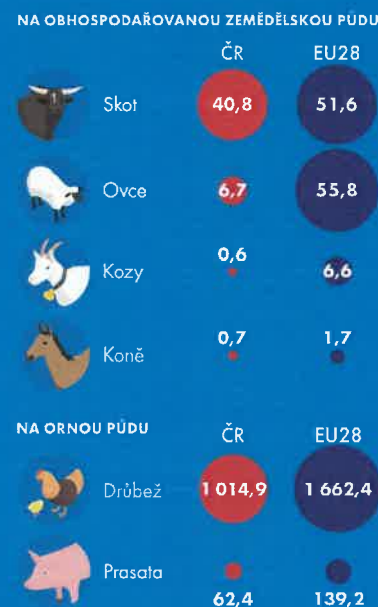 NA OBHOSPODAŘOVANOU ZEMĚDĚLSKOU PŮDU
ČR EU28
Skot 40,8 51,6
Ovce 6,7 55,8
Kozy 0,6 6,6
Koně 0,7 1,7
NA ORNOU PŮDU ČR EU28
Drůbež 1 014,9 1 662,4
Prasata
62,4 139,2